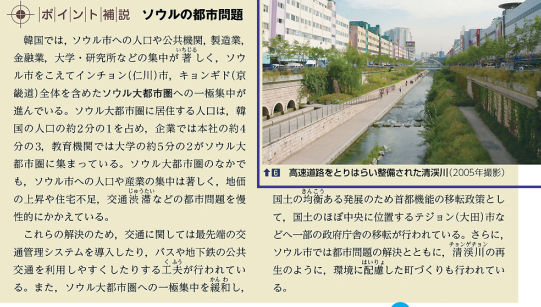 ポイント補説 ソウルの都市問題
韓国では，ソウル市への人口や公共機関，製造業，
金融業，大学・研究所などの集中が著しく，ソウ
ル市をこえてインチョン(仁川)市，キョンギド(京
畿道)全体を含めたソウル大都市圏への一極集中が
進んでいる。ソウル大都市圏に居住する人口は，韓
国の人口の約2分の1を占め，企業では本社の約4
分の3，教育機関では大学の約5分の2がソウル大
都市圏に集まっている。ソウル大都市圏のなかで
も，ソウル市への人口や産業の集中は著しく，地価
の上昇や住宅不足，交通渋滞などの都市問題を慢
性的にかかえている。
これらの解決のため，交通に関しては最先端の交
通管理システムを導入したり，バスや地下鉄の公共
交通を利用しやすくしたりする工夫が行われてい
る。また，ソウル大都市圏への一極集中を緩和し，
↑6 高速道路をとりはらい整備された清渓川(2005年撮影)
国土の均衡ある発展のため首都機能の移転政策とし
て，国土のほぼ中央に位置するテジョン(大田)市な
どへ一部の政府庁舎の移転が行われている。さらに，
ソウル市では都市問題の解決とともに，清渓川の再
生のように，環境に配慮した町づくりも行われてい
る。